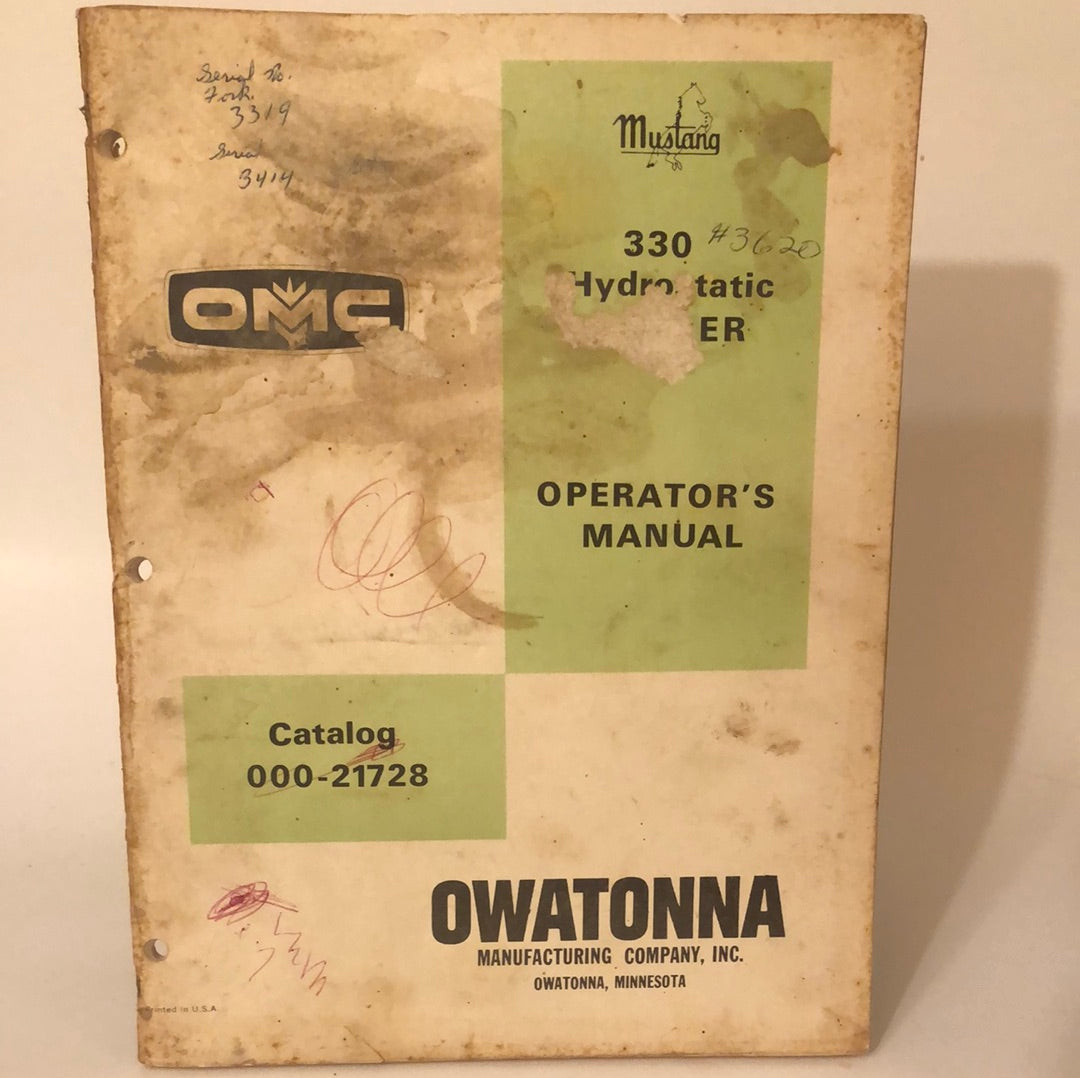 Serial No.
Fork
3319
Serial
3414
Mustang
330 #3620
Hydro tatic
ER
OMC
OPERATOR'S
MANUAL
Catalog
000-21728
OWATONNA
MANUFACTURING COMPANY, INC.
OWATONNA, MINNESOTA
Printed in U.S.A.